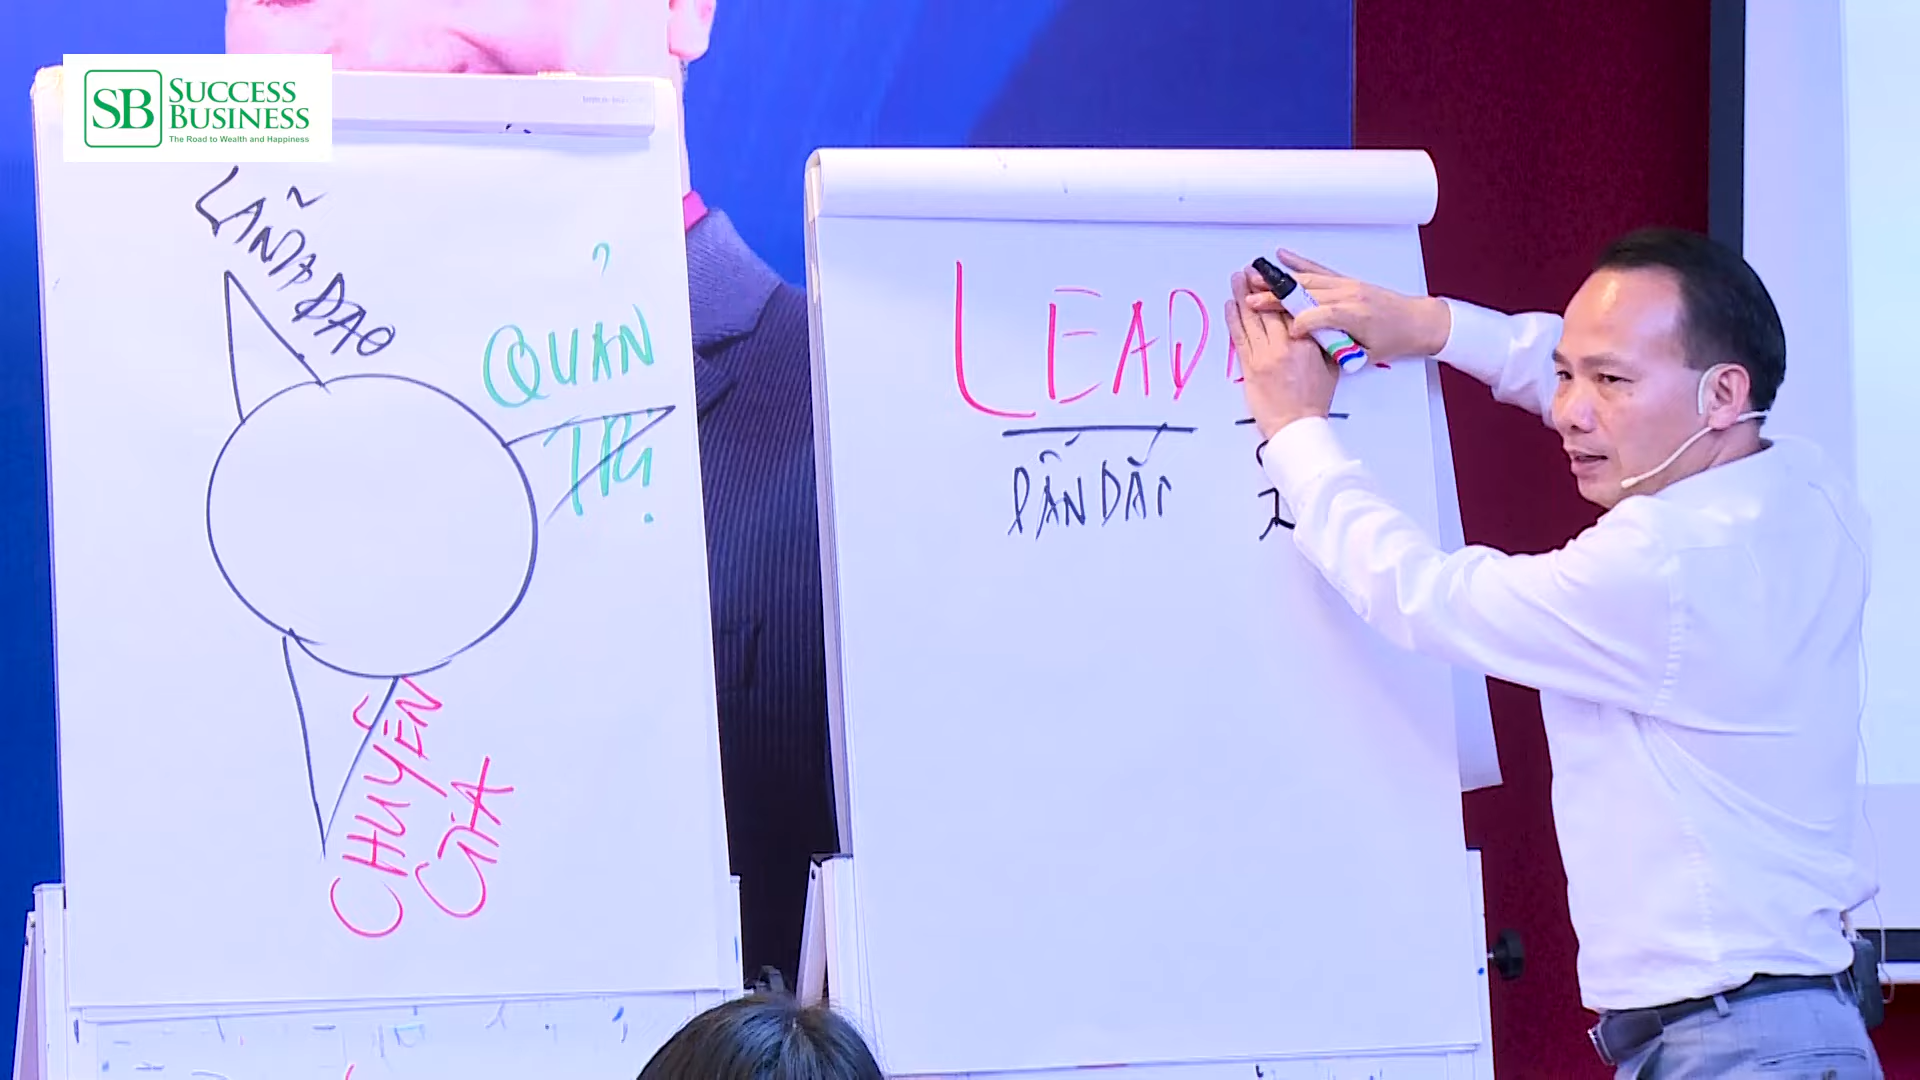 SB
SUCCESS
BUSINESS
The Road to Wealth and Happiness
LÃNH ĐẠO
QUẢN
TRỊ
CHUYÊN
GIA
LEAD
DẪN DẮT